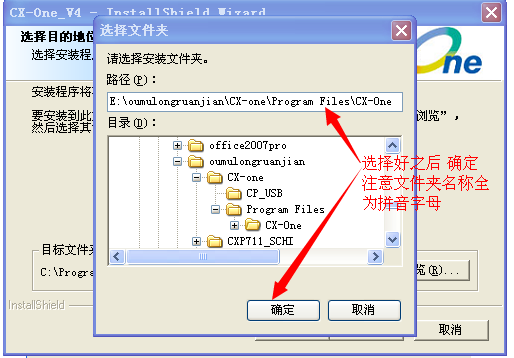 CX-One_V4 - InstallShield Wizard
选择目的地位
选择安装程
选择文件夹
ne
安装程序将
要安装到此
浏览”，
然后选择其
请选择安装文件夹。
路径(P):
E:\oumulongruanjian\CX-one\Program Files\CX-One
目录(D):
office2007pro
oumulongruanjian
CX-one
CP_USB
Program Files
CX-One
CXP711_SCHI
选择好之后 确定
注意文件夹名称全
为拼音字母
目标文件夹
C:\Progra
览(R)...
InstallShield
确定
取消
取消